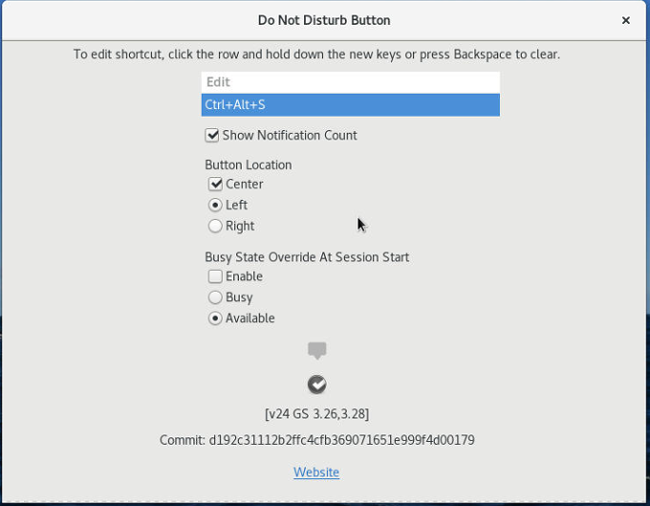 Do Not Disturb Button
To edit shortcut, click the row and hold down the new keys or press Backspace to clear.
Edit
Ctrl+Alt+S
Show Notification Count
Button Location
Center
Left
Right
Busy State Override At Session Start
Enable
Busy
Available
[v24 GS 3.26,3.28]
Commit: d192c31112b2ffc4cfb369071651e999f4d00179
Website